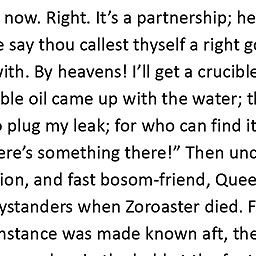 now. Right. It’s a partnership; he
say thou callest thyself a right g
with. By heavens! I’ll get a crucible
ble oil came up with the water; t
plug my leak; for who can find it
ere’s something there!” Then unc
ion, and fast bosom-friend, Quee
ystanders when Zoroaster died. F
nstance was made known aft, the